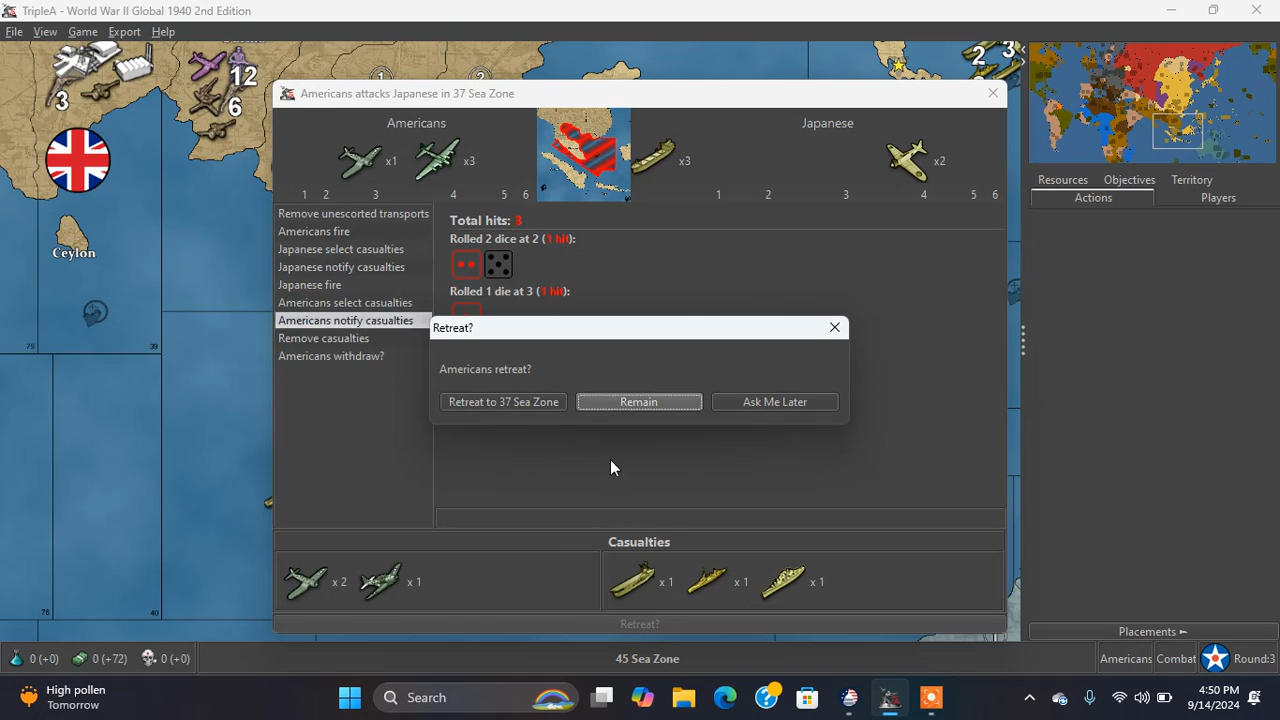 TripleA - World War II Global 1940 2nd Edition
File View Game Export Help
12
6
3
2
3
1
2
Ceylon
39
78
40
Americans attacks Japanese in 37 Sea Zone
Americans
Japanese
x1
x3
x3
x2
1 2 3 4 5 6
1 2 3 4 5 6
Remove unescorted transports
Americans fire
Japanese select casualties
Japanese notify casualties
Japanese fire
Americans select casualties
Americans notify casualties
Remove casualties
Americans withdraw?
Total hits: 3
Rolled 2 dice at 2 (1 hit):
Rolled 1 die at 3 (1 hit):
Retreat?
Americans retreat?
Retreat to 37 Sea Zone
Remain
Ask Me Later
Casualties
x 2
x 1
x 1
x 1
x 1
Retreat?
Resources Objectives Territory
Actions Players
Placements
0 (+0) 0 (+72) 0 (+0)
45 Sea Zone
Americans Combat Round:3
High pollen
Tomorrow
Search
4:50 PM
9/14/2024